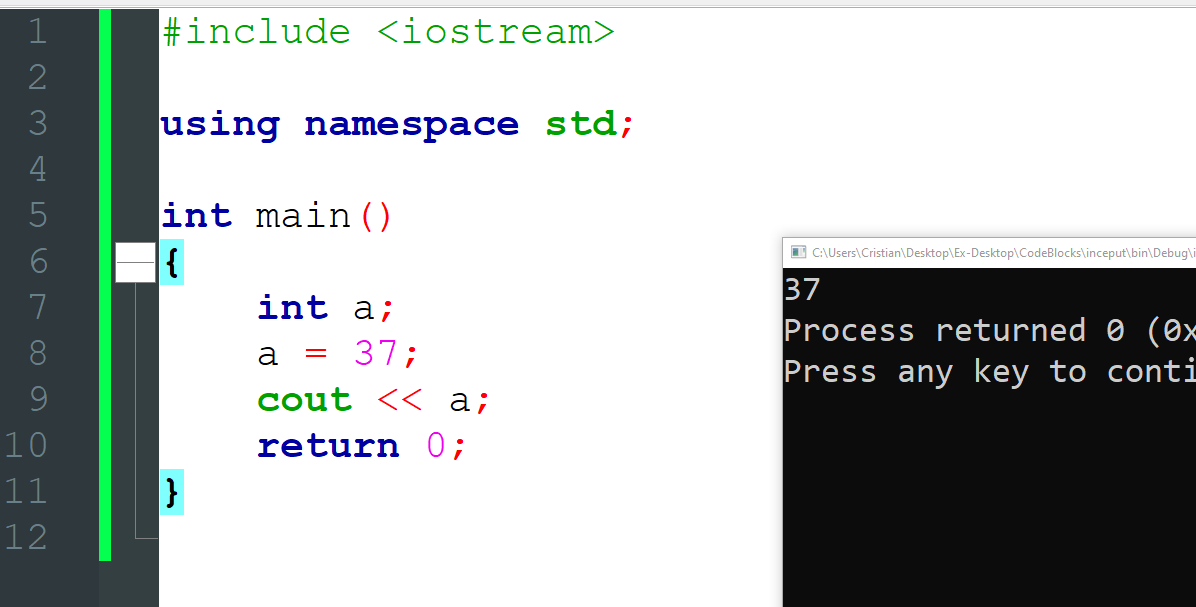 1 #include <iostream>
2
3 using namespace std;
4
5 int main()
6 {
7 int a;
8 a = 37;
9 cout << a;
10 return 0;
11 }
12
C:\Users\Cristian\Desktop\Ex-Desktop\CodeBlocks\inceput\bin\Debug\i
37
Process returned 0 (0x
Press any key to conti